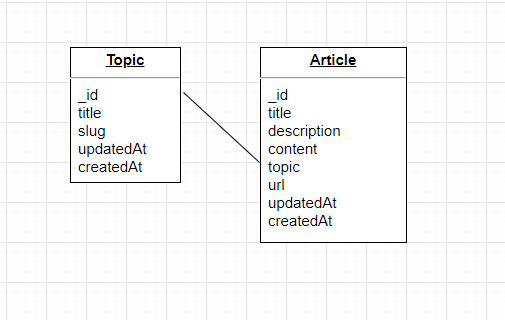 Topic
_id
title
slug
updatedAt
createdAt
Article
_id
title
description
content
topic
url
updatedAt
createdAt